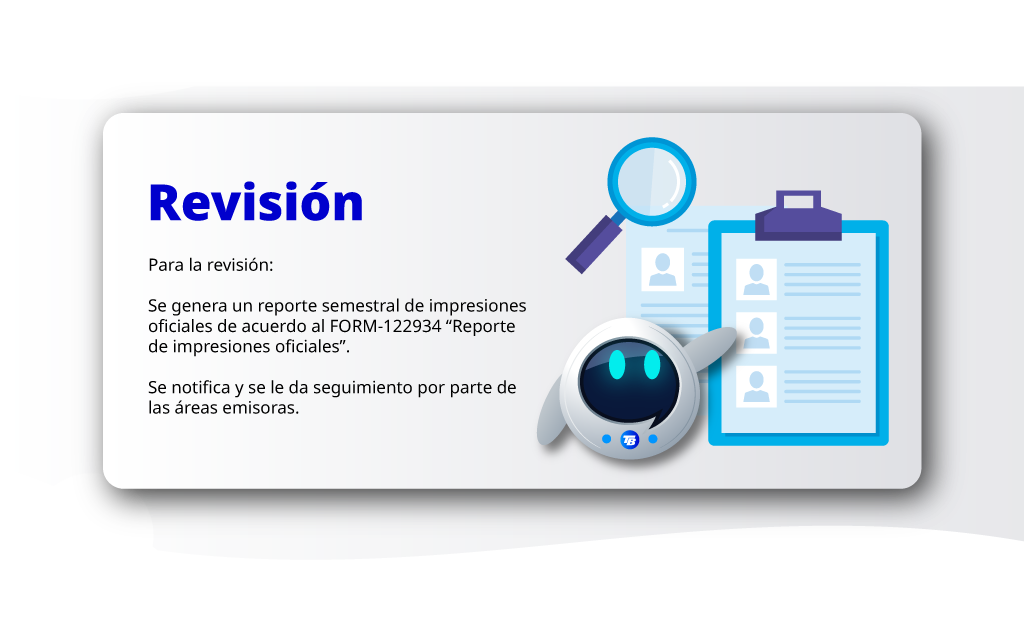 Revisión
Para la revisión:
Se genera un reporte semestral de impresiones
oficiales de acuerdo al FORM-122934 “Reporte
de impresiones oficiales”.
Se notifica y se le da seguimiento por parte de
las áreas emisoras.
TB